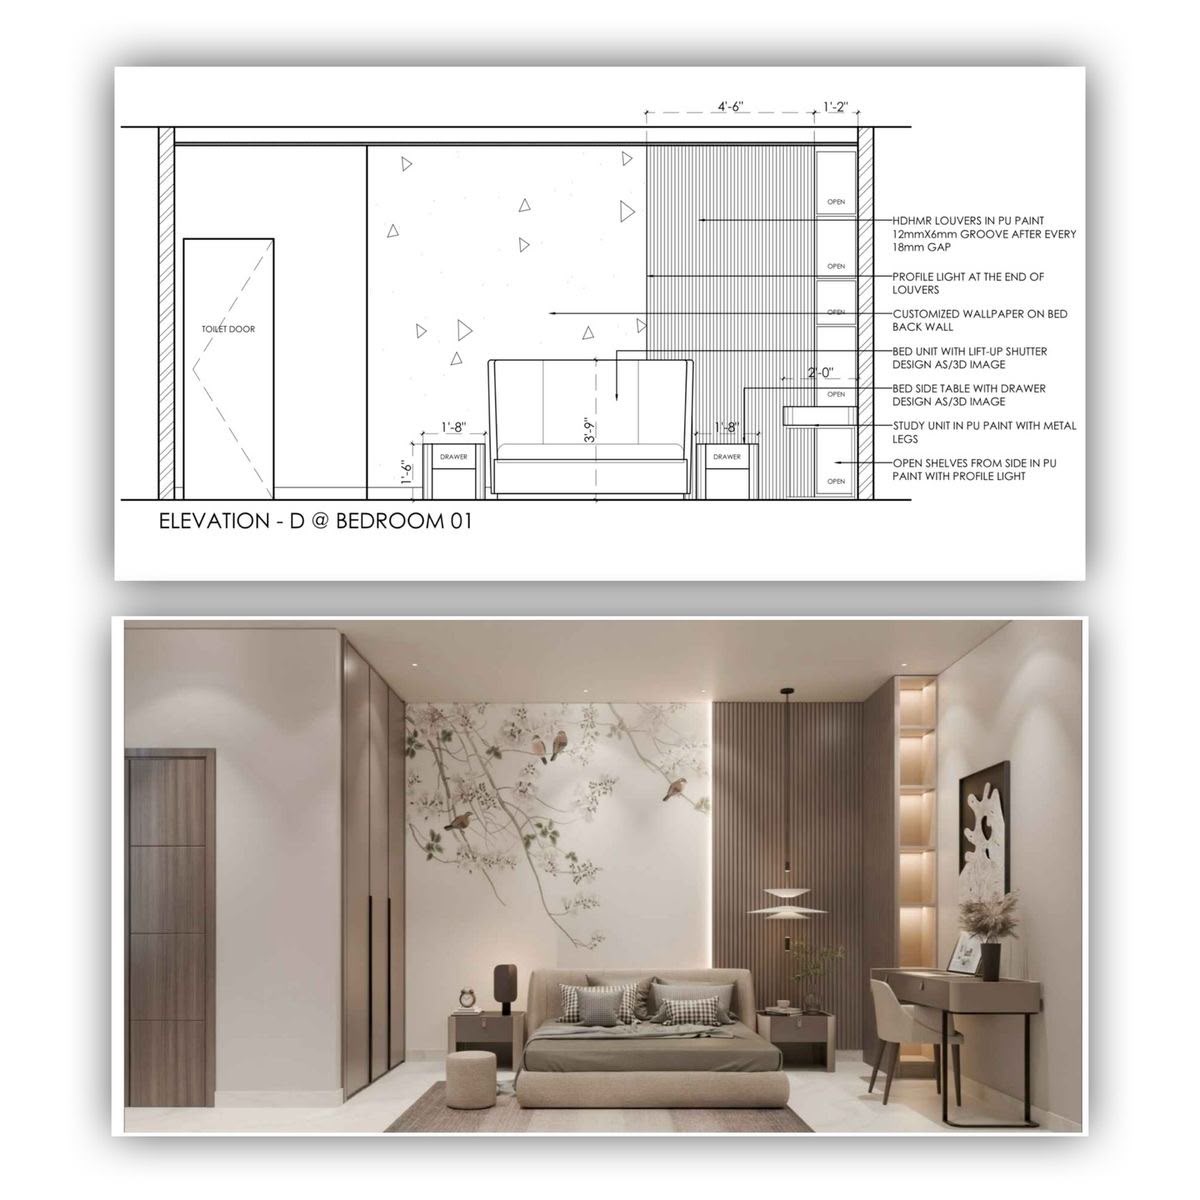 4'-6"
1'-2"
OPEN
HDHMR LOUVERS IN PU PAINT
12mmX6mm GROOVE AFTER EVERY
18mm GAP
OPEN
PROFILE LIGHT AT THE END OF
LOUVERS
OPEN
CUSTOMIZED WALLPAPER ON BED
BACK WALL
TOILET DOOR
BED UNIT WITH LIFT-UP SHUTTER
DESIGN AS/3D IMAGE
2'-0"
BED SIDE TABLE WITH DRAWER
DESIGN AS/3D IMAGE
OPEN
1'-8"
3'-9"
1'-8"
STUDY UNIT IN PU PAINT WITH METAL
LEGS
DRAWER
DRAWER
1'-6"
OPEN SHELVES FROM SIDE IN PU
PAINT WITH PROFILE LIGHT
OPEN
ELEVATION - D @ BEDROOM 01